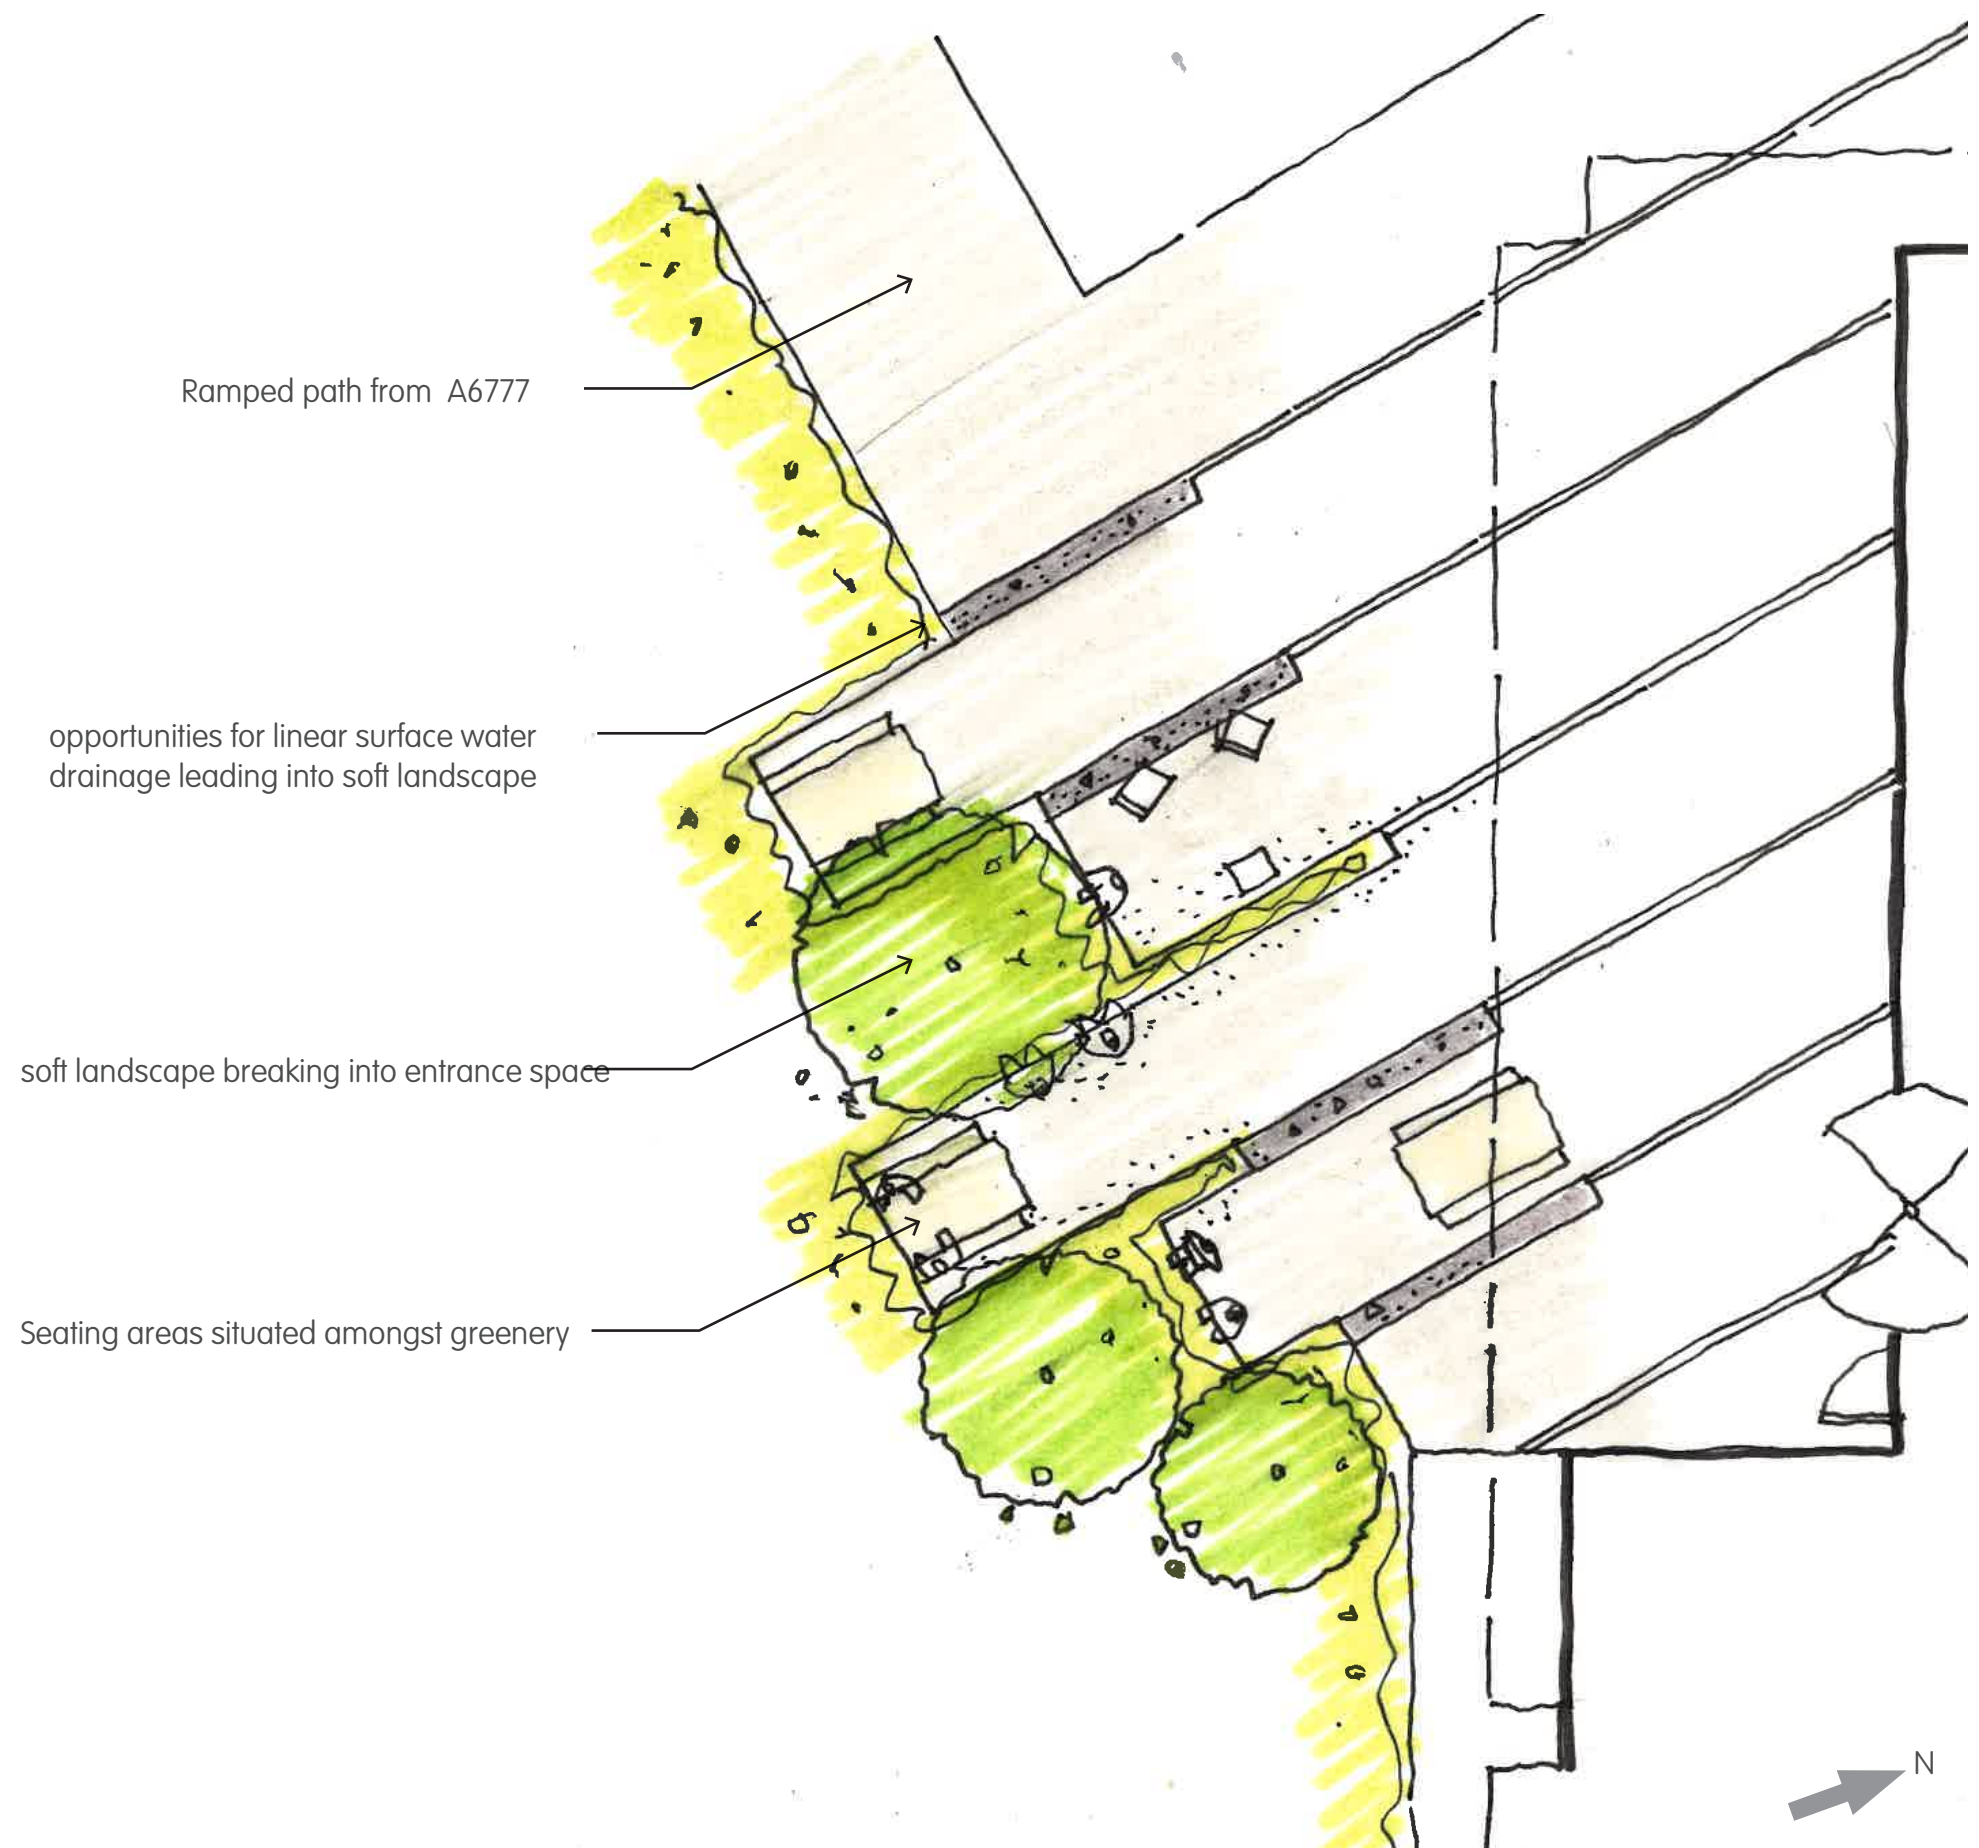 Ramped path from A6777
opportunities for linear surface water
drainage leading into soft landscape
soft landscape breaking into entrance space
Seating areas situated amongst greenery
N